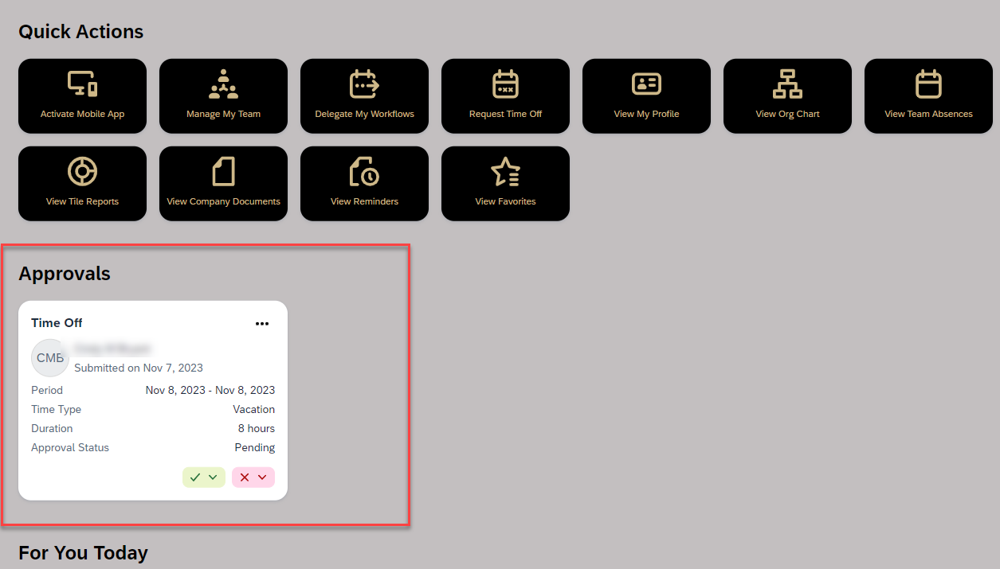 Quick Actions
Activate Mobile App
Manage My Team
Delegate My Workflows
Request Time Off
View My Profile
View Org Chart
View Team Absences
View Tile Reports
View Company Documents
View Reminders
View Favorites
Approvals
Time Off
CMB
Submitted on Nov 7, 2023
Period Nov 8, 2023 - Nov 8, 2023
Time Type Vacation
Duration 8 hours
Approval Status Pending
For You Today